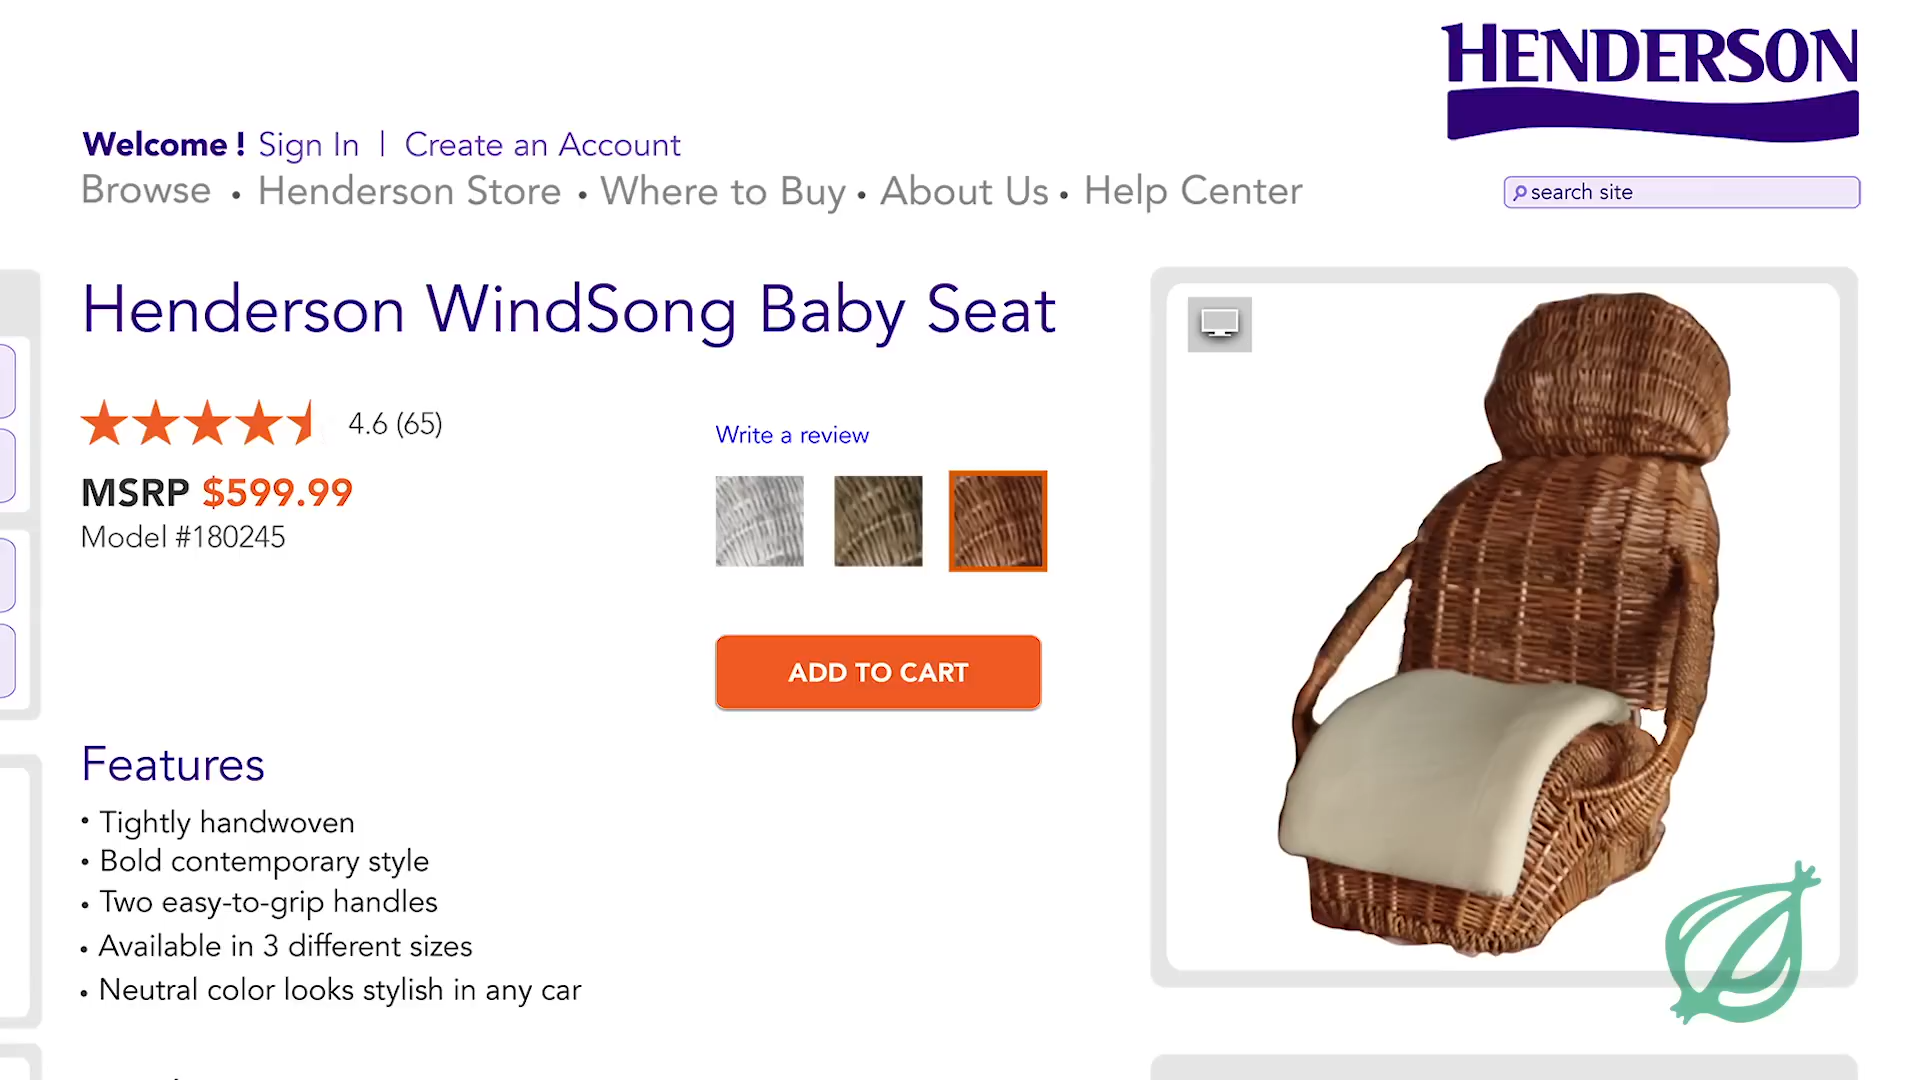 HENDERSON
Welcome! Sign In | Create an Account
Browse • Henderson Store • Where to Buy • About Us • Help Center
search site
Henderson WindSong Baby Seat
4.6 (65)
Write a review
MSRP $599.99
Model #180245
ADD TO CART
Features
• Tightly handwoven
• Bold contemporary style
• Two easy-to-grip handles
• Available in 3 different sizes
• Neutral color looks stylish in any car